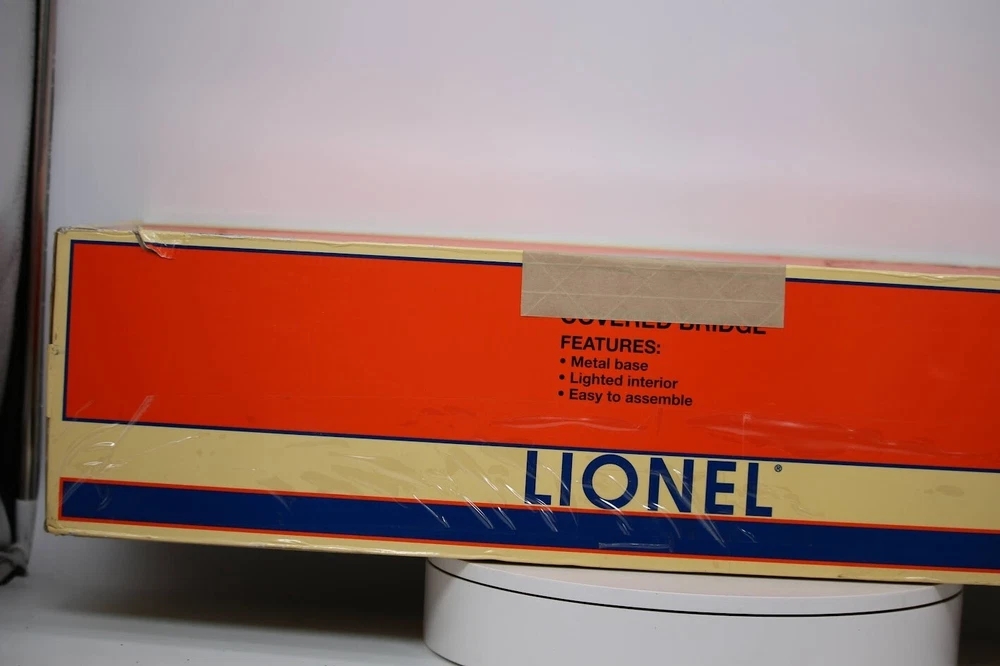 COVERED BRIDGE
FEATURES:
• Metal base
• Lighted interior
• Easy to assemble
LIONEL®